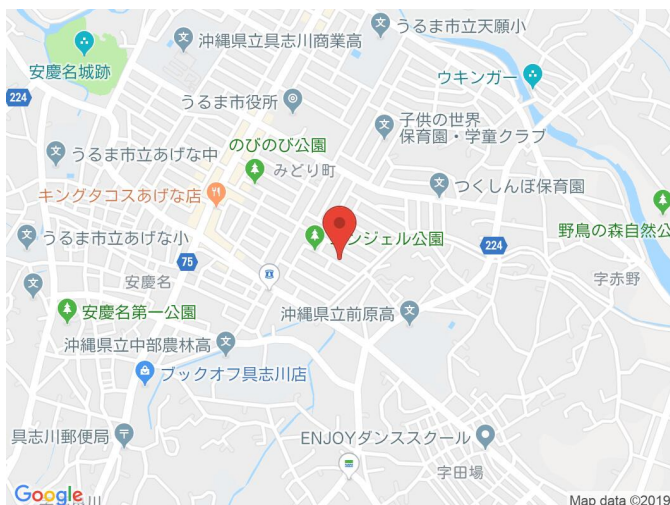 うるま市立天願小
沖縄県立具志川商業高
安慶名城跡
ウキンガー
224
うるま市役所
子供の世界
保育園・学童クラブ
のびのび公園
うるま市立あげな中
みどり町
キングタコスあげな店
つくしんぼ保育園
うるま市立あげな小
ンジェル公園
224
野鳥の森自然公
75
安慶名
字赤野
安慶名第一公園
沖縄県立前原高
沖縄県立中部農林高
ブックオフ具志川店
具志川郵便局
ENJOYダンススクール
字田場
Google
Map data ©2019